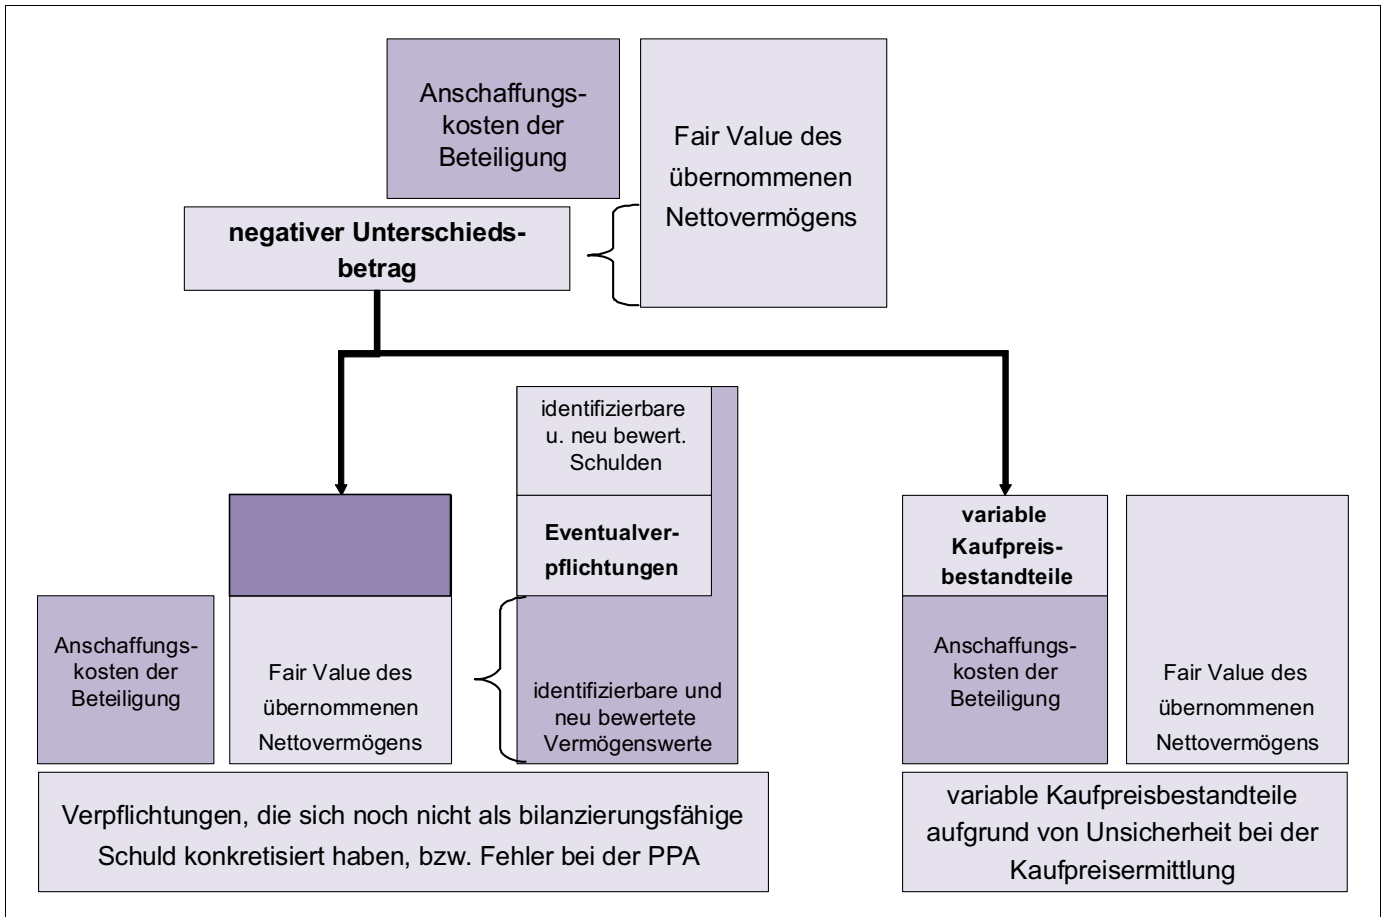 Anschaffungs-
kosten der
Beteiligung
Fair Value des
übernommenen
Nettovermögens
negativer Unterschieds-
betrag
identifizierbare
u. neu bewert.
Schulden
Eventualver-
pflichtungen
identifizierbare und
neu bewertete
Vermögenswerte
Anschaffungs-
kosten der
Beteiligung
Fair Value des
übernommenen
Nettovermögens
variable
Kaufpreis-
bestandteile
Anschaffungs-
kosten der
Beteiligung
Fair Value des
übernommenen
Nettovermögens
Verpflichtungen, die sich noch nicht als bilanzierungsfähige
Schuld konkretisiert haben, bzw. Fehler bei der PPA
variable Kaufpreisbestandteile
aufgrund von Unsicherheit bei der
Kaufpreisermittlung